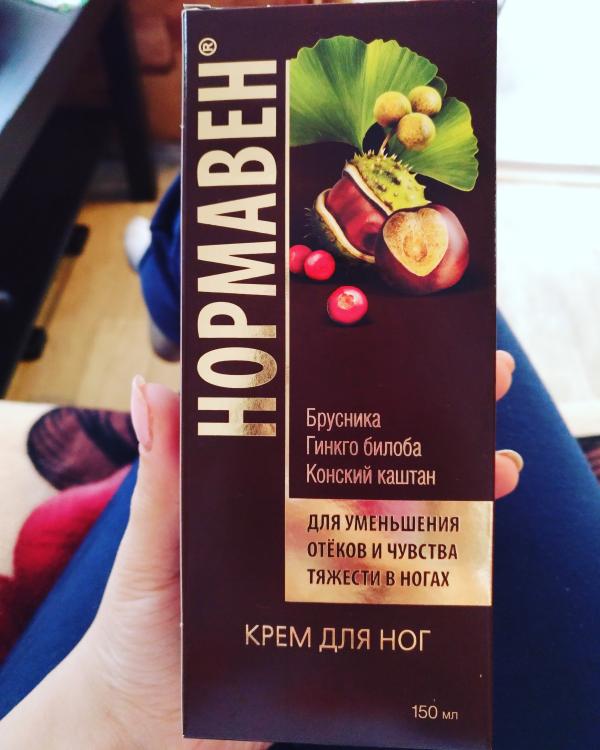 НОРМАВЕН®
Брусника
Гинкго билоба
Конский каштан
ДЛЯ УМЕНЬШЕНИЯ
ОТЁКОВ И ЧУВСТВА
ТЯЖЕСТИ В НОГАХ
КРЕМ ДЛЯ НОГ
150 мл